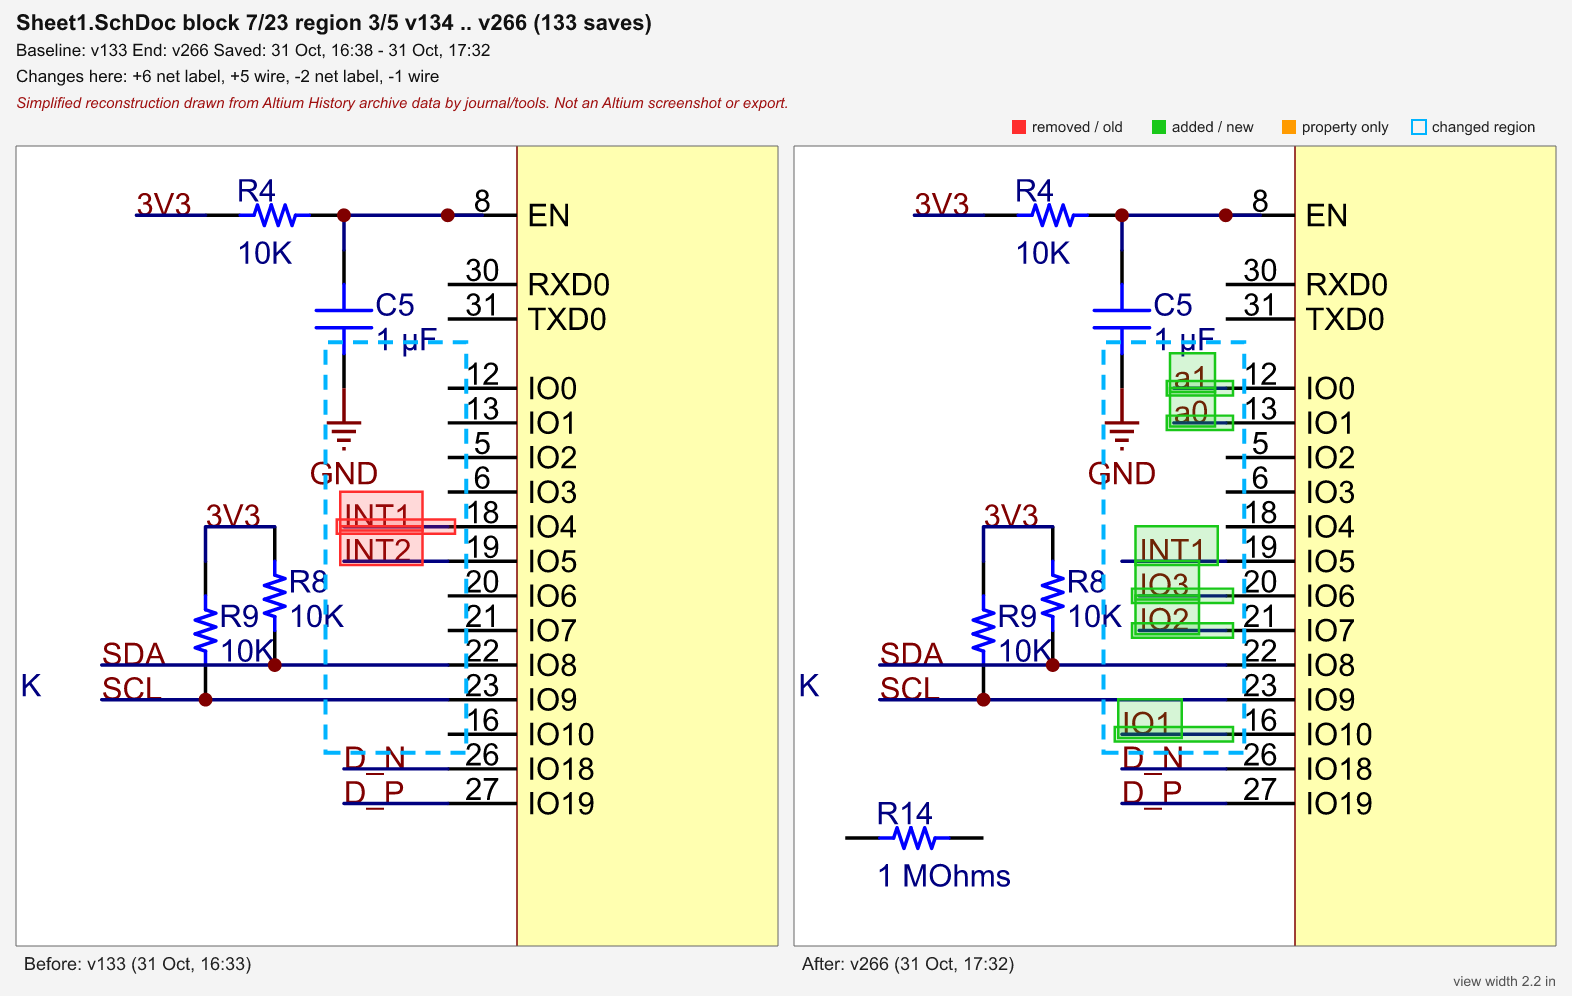 Sheet1.SchDoc block 7/23 region 3/5 v134 .. v266 (133 saves)
Baseline: v133 End: v266 Saved: 31 Oct, 16:38 - 31 Oct, 17:32
Changes here: +6 net label, +5 wire, -2 net label, -1 wire
Simplified reconstruction drawn from Altium History archive data by journal/tools. Not an Altium screenshot or export.
removed / old
added / new
property only
changed region
3V3
R4
10K
8
EN
30
RXD0
31
TXD0
C5
1 µF
12
IO0
13
IO1
5
IO2
GND
6
IO3
3V3
INT1
18
IO4
INT2
19
IO5
R8
10K
20
IO6
R9
10K
21
IO7
SDA
22
IO8
K
SCL
23
IO9
16
IO10
D_N
26
IO18
D_P
27
IO19
Before: v133 (31 Oct, 16:33)
3V3
R4
10K
8
EN
30
RXD0
31
TXD0
C5
1 µF
a1
12
IO0
a0
13
IO1
5
IO2
GND
6
IO3
3V3
18
IO4
INT1
19
IO5
R8
10K
IO3
20
IO6
R9
10K
IO2
21
IO7
SDA
22
IO8
K
SCL
23
IO9
IO1
16
IO10
D_N
26
IO18
D_P
27
IO19
R14
1 MOhms
After: v266 (31 Oct, 17:32)
view width 2.2 in